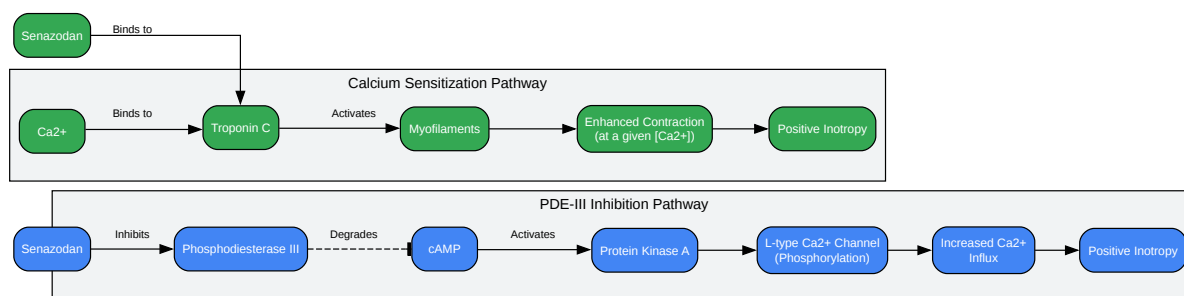 Senazodan
Binds to
Calcium Sensitization Pathway
Ca2+
Binds to
Troponin C
Activates
Myofilaments
Enhanced Contraction
(at a given [Ca2+])
Positive Inotropy
PDE-III Inhibition Pathway
Senazodan
Inhibits
Phosphodiesterase III
Degrades
cAMP
Activates
Protein Kinase A
L-type Ca2+ Channel
(Phosphorylation)
Increased Ca2+
Influx
Positive Inotropy